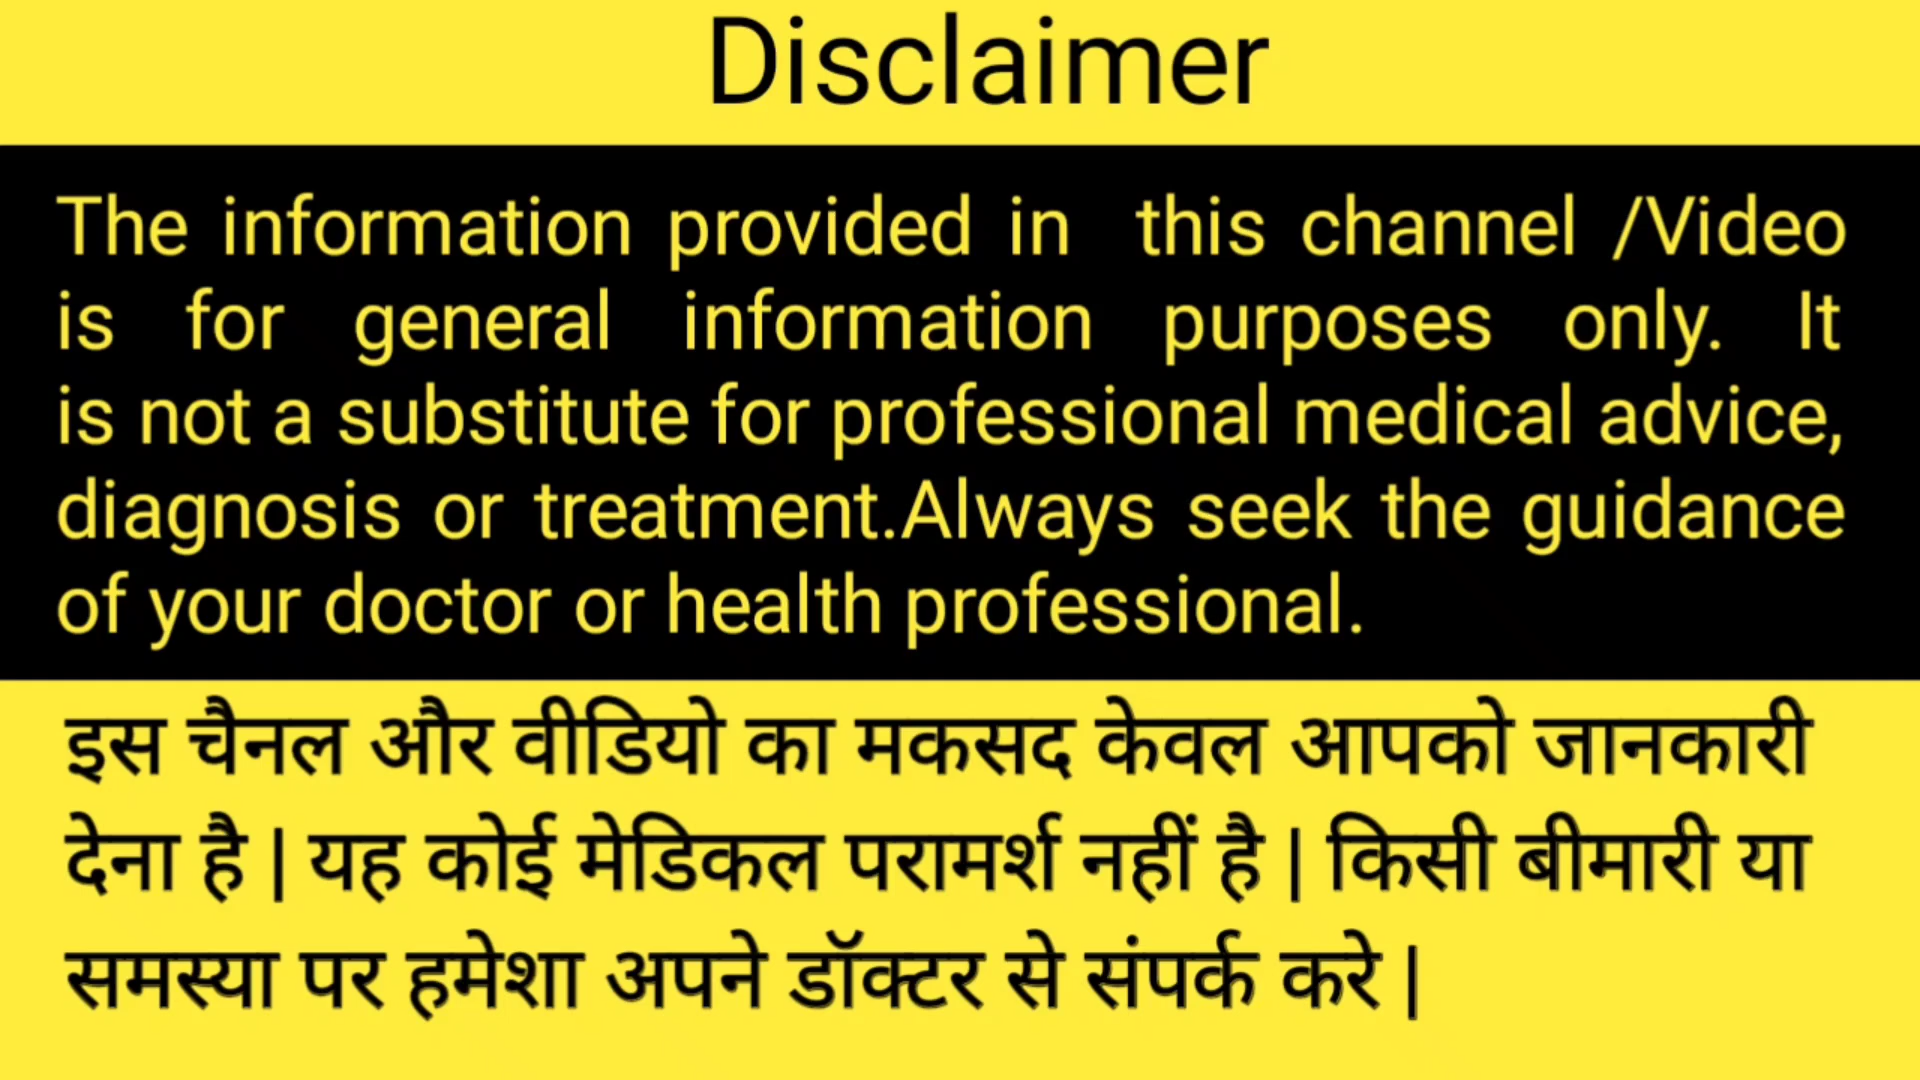 Disclaimer
The information provided in this channel /Video
is for general information purposes only. It
is not a substitute for professional medical advice,
diagnosis or treatment.Always seek the guidance
of your doctor or health professional.
इस चैनल और वीडियो का मकसद केवल आपको जानकारी
देना है | यह कोई मेडिकल परामर्श नहीं है | किसी बीमारी या
समस्या पर हमेशा अपने डॉक्टर से संपर्क करे |